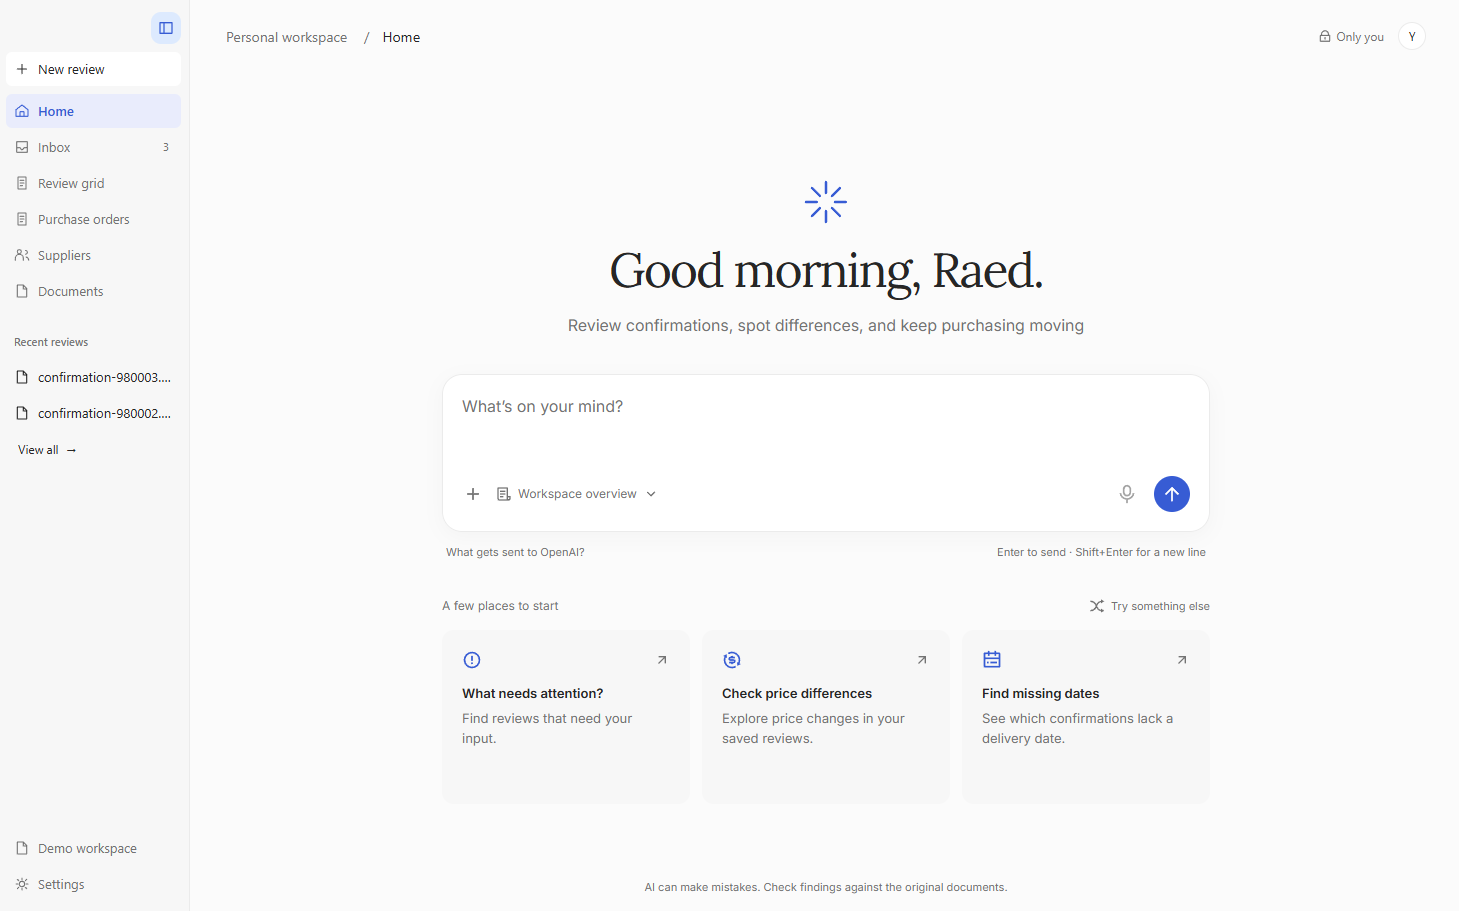 Personal workspace / Home
Only you
Y
New review
Home
Inbox 3
Review grid
Purchase orders
Suppliers
Documents
Recent reviews
confirmation-980003....
confirmation-980002....
View all →
Demo workspace
Settings
Good morning, Raed.
Review confirmations, spot differences, and keep purchasing moving
What's on your mind?
Workspace overview
What gets sent to OpenAI?
Enter to send · Shift+Enter for a new line
A few places to start
Try something else
What needs attention?
Find reviews that need your
input.
Check price differences
Explore price changes in your
saved reviews.
Find missing dates
See which confirmations lack a
delivery date.
AI can make mistakes. Check findings against the original documents.